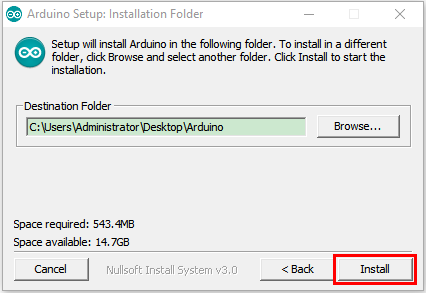 Arduino Setup: Installation Folder
Setup will install Arduino in the following folder. To install in a different
folder, click Browse and select another folder. Click Install to start the
installation.
Destination Folder
C:\Users\Administrator\Desktop\Arduino
Browse...
Space required: 543.4MB
Space available: 14.7GB
Cancel
Nullsoft Install System v3.0
< Back
Install